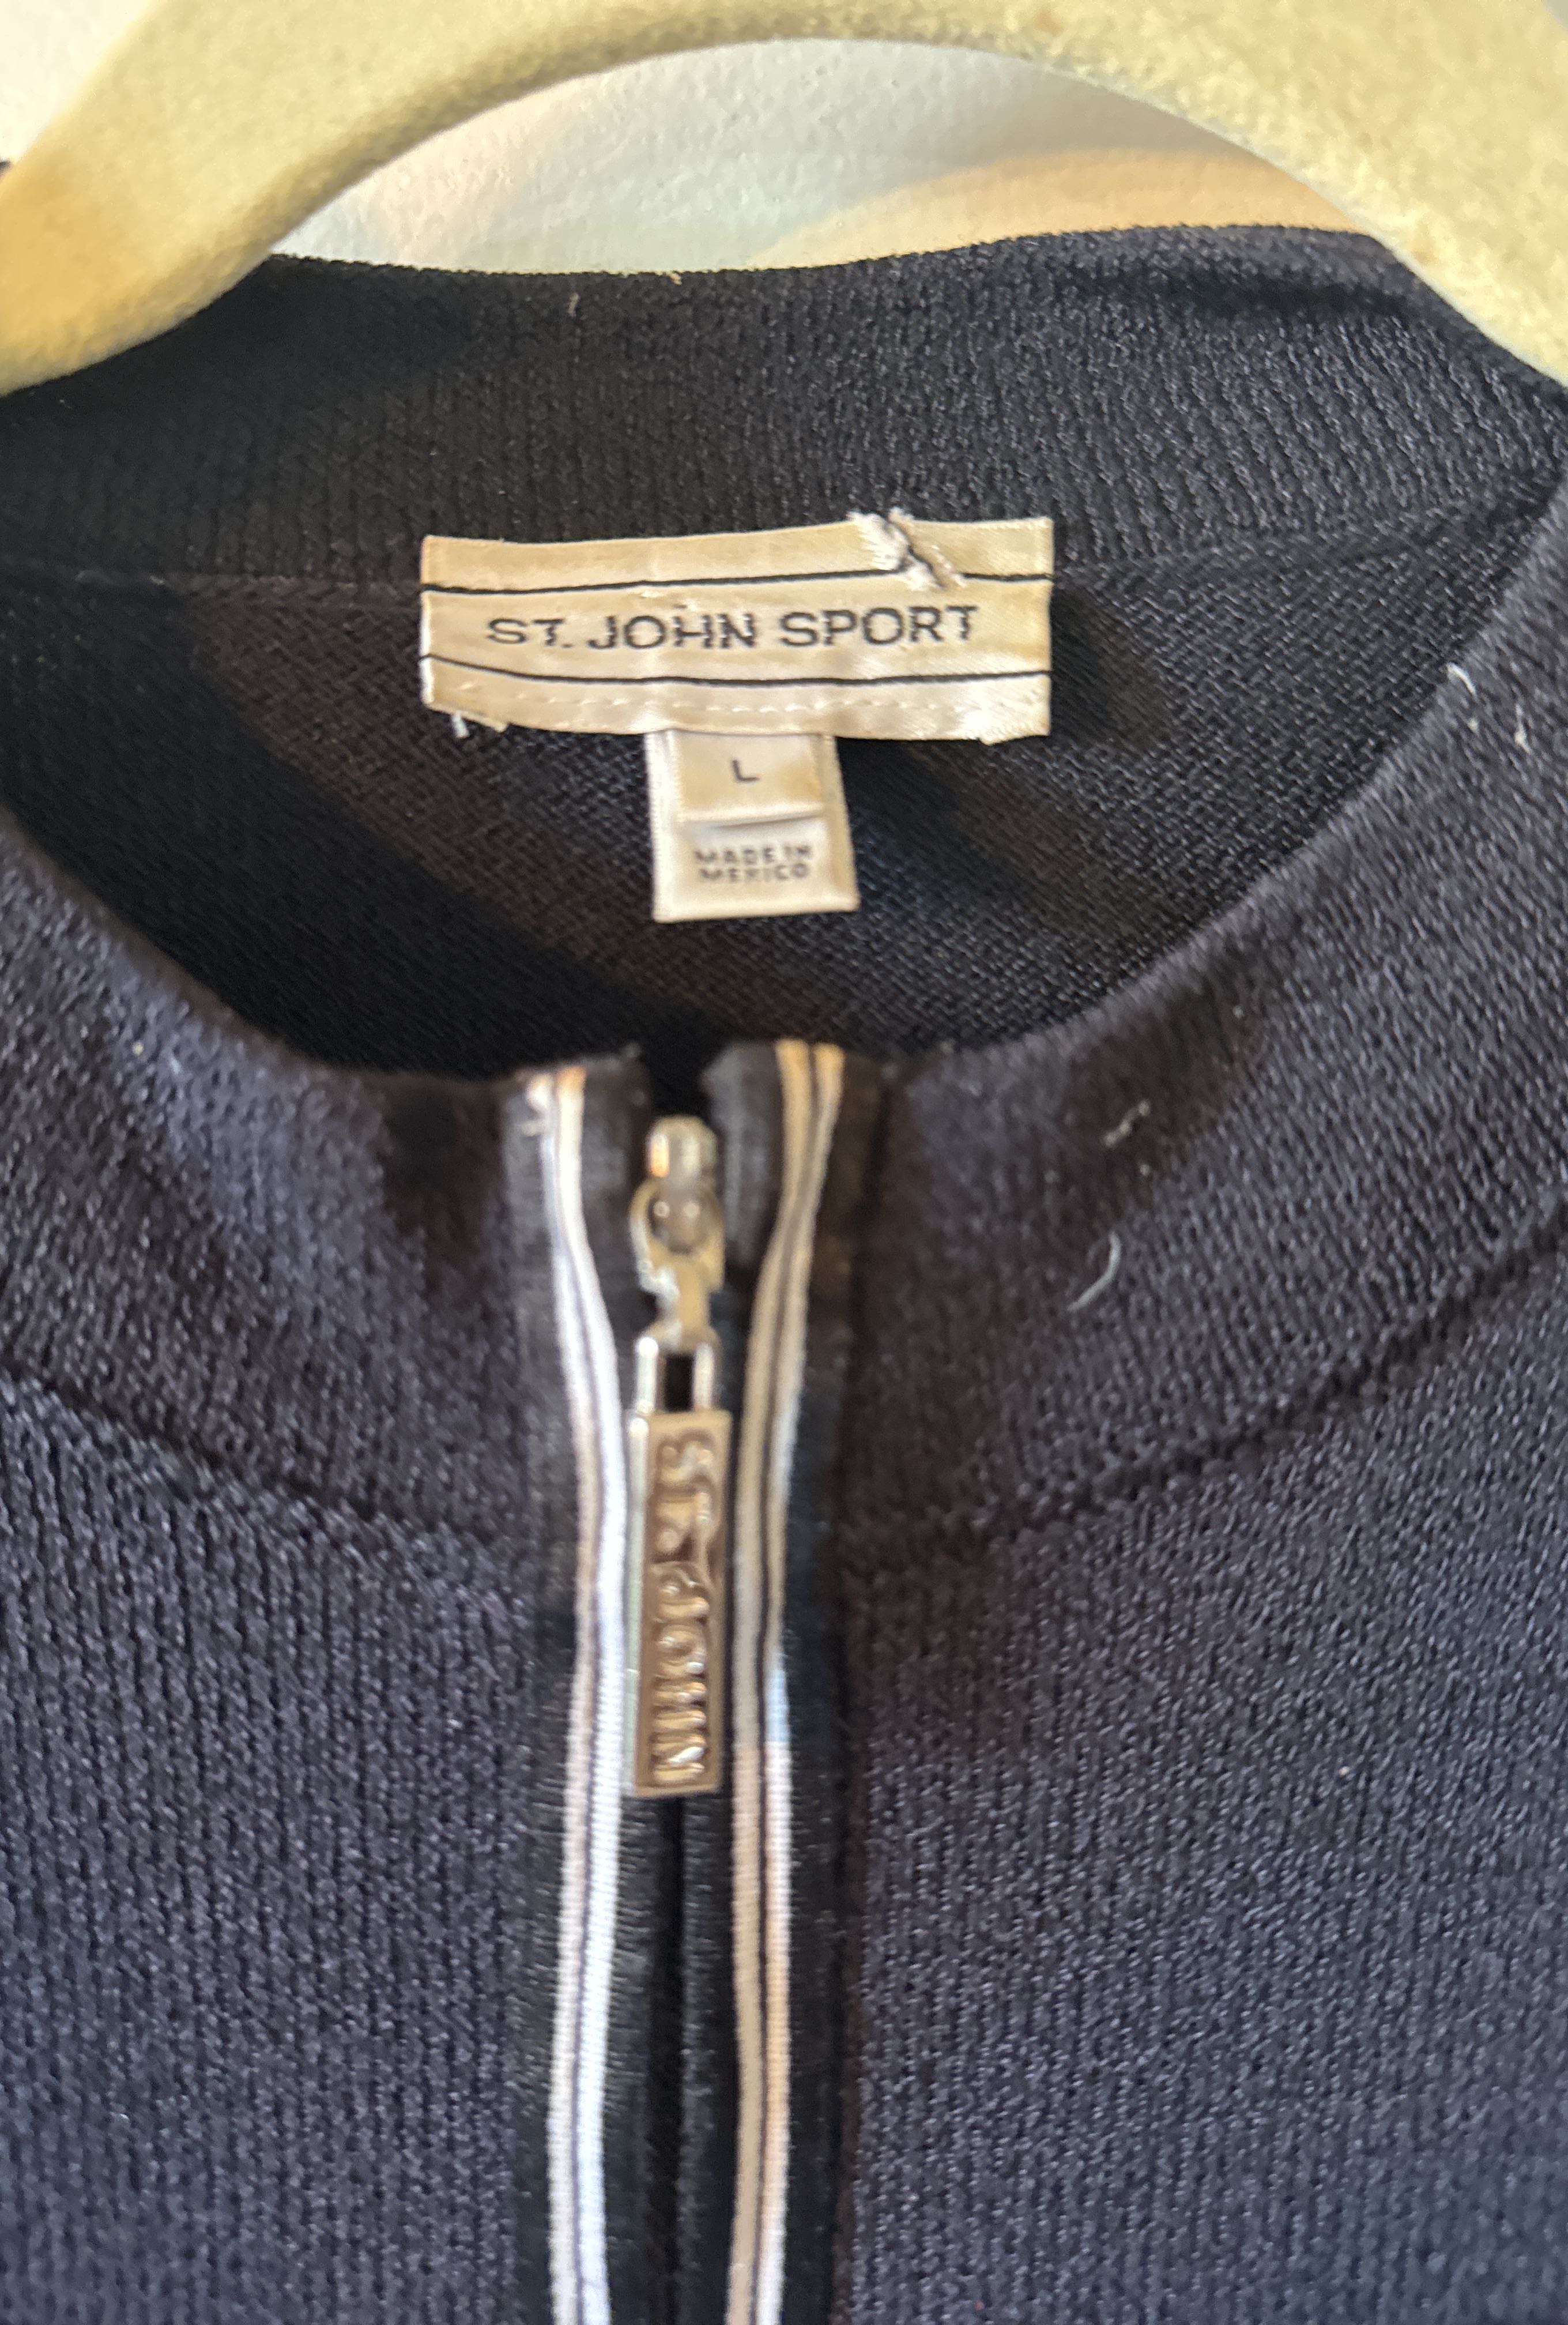 ST. JOHN SPORT
L
MADE IN
MEXICO
ST. JOHN